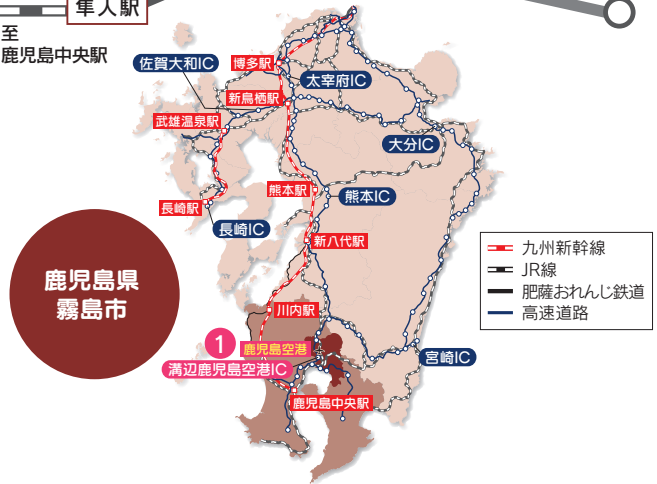 隼人駅
至
鹿児島中央駅
佐賀大和IC
博多駅
太宰府IC
新鳥栖駅
武雄温泉駅
大分IC
熊本駅
熊本IC
長崎駅
長崎IC
新八代駅
九州新幹線
JR線
肥薩おれんじ鉄道
高速道路
鹿児島県
霧島市
川内駅
1
鹿児島空港
溝辺鹿児島空港IC
宮崎IC
鹿児島中央駅